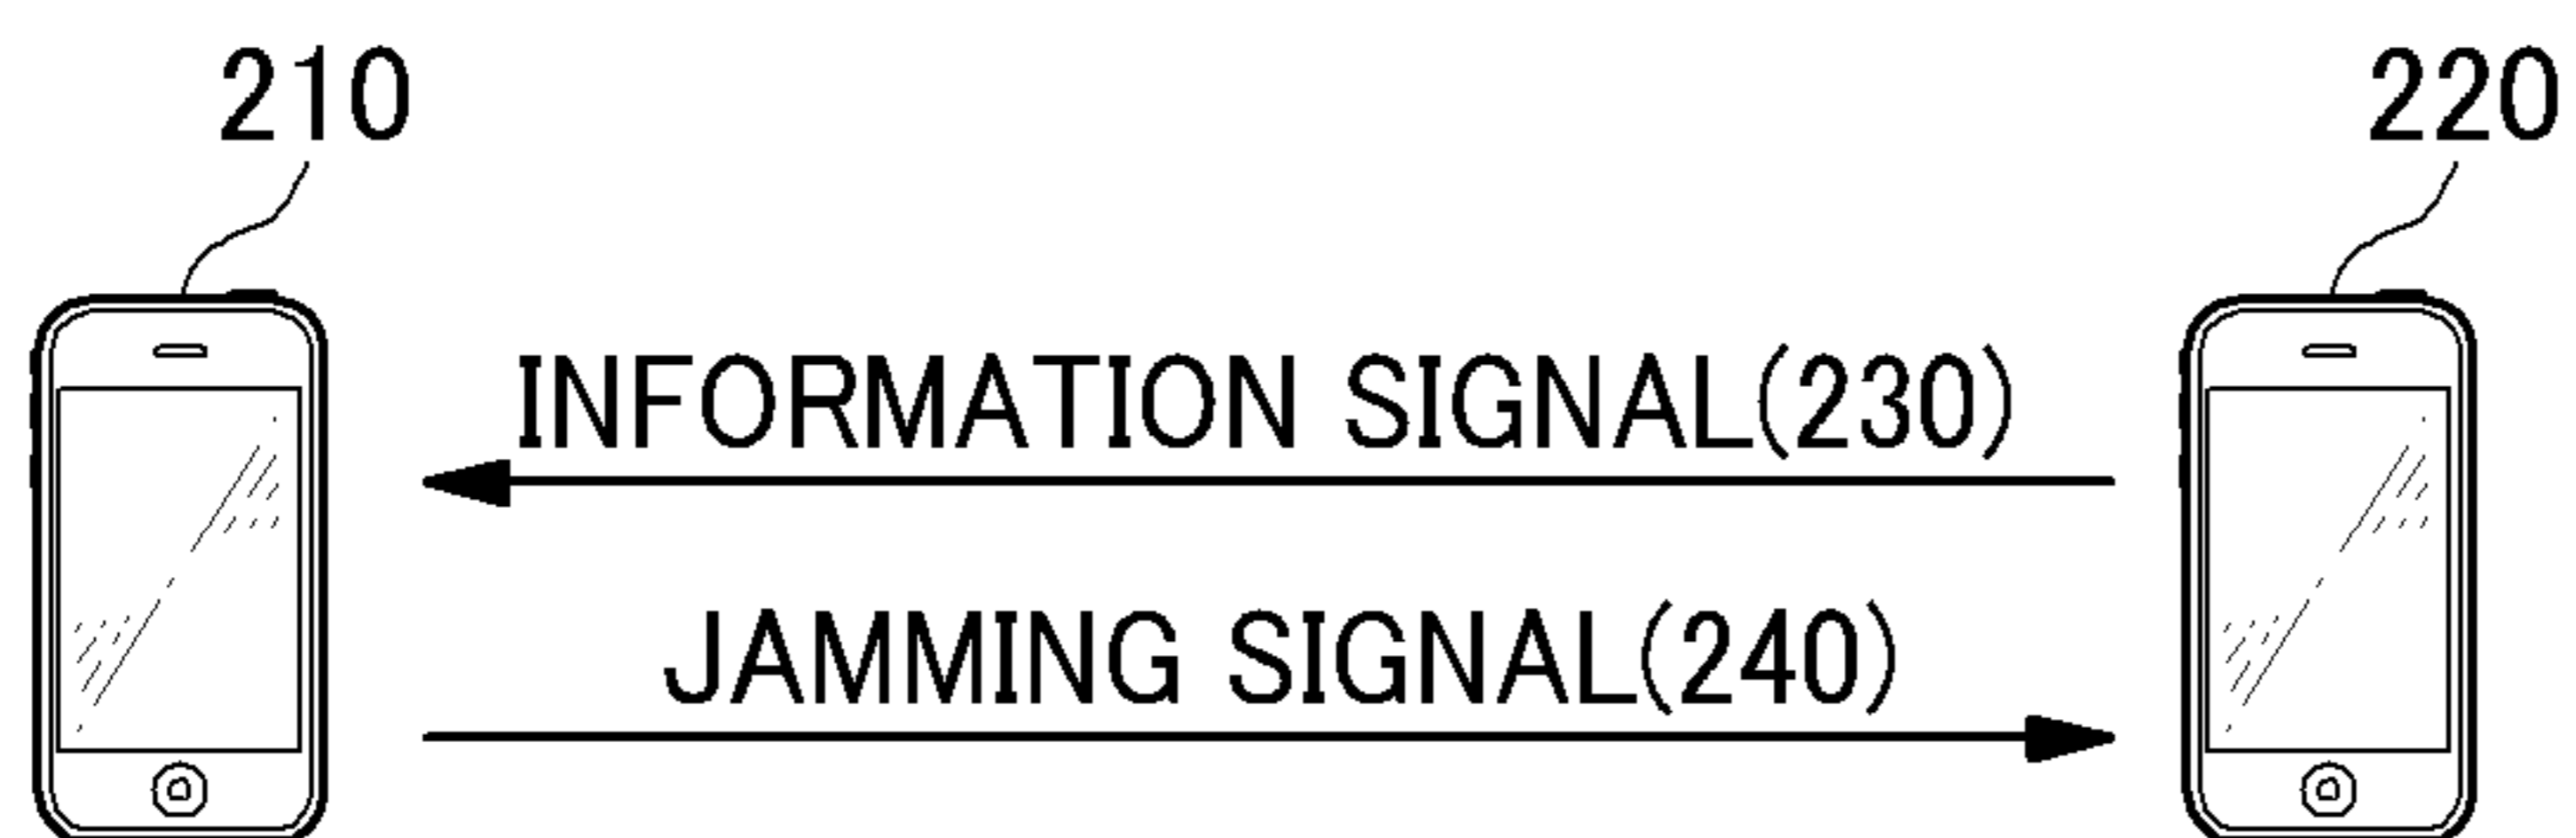 210
220
INFORMATION SIGNAL(230)
JAMMING SIGNAL(240)